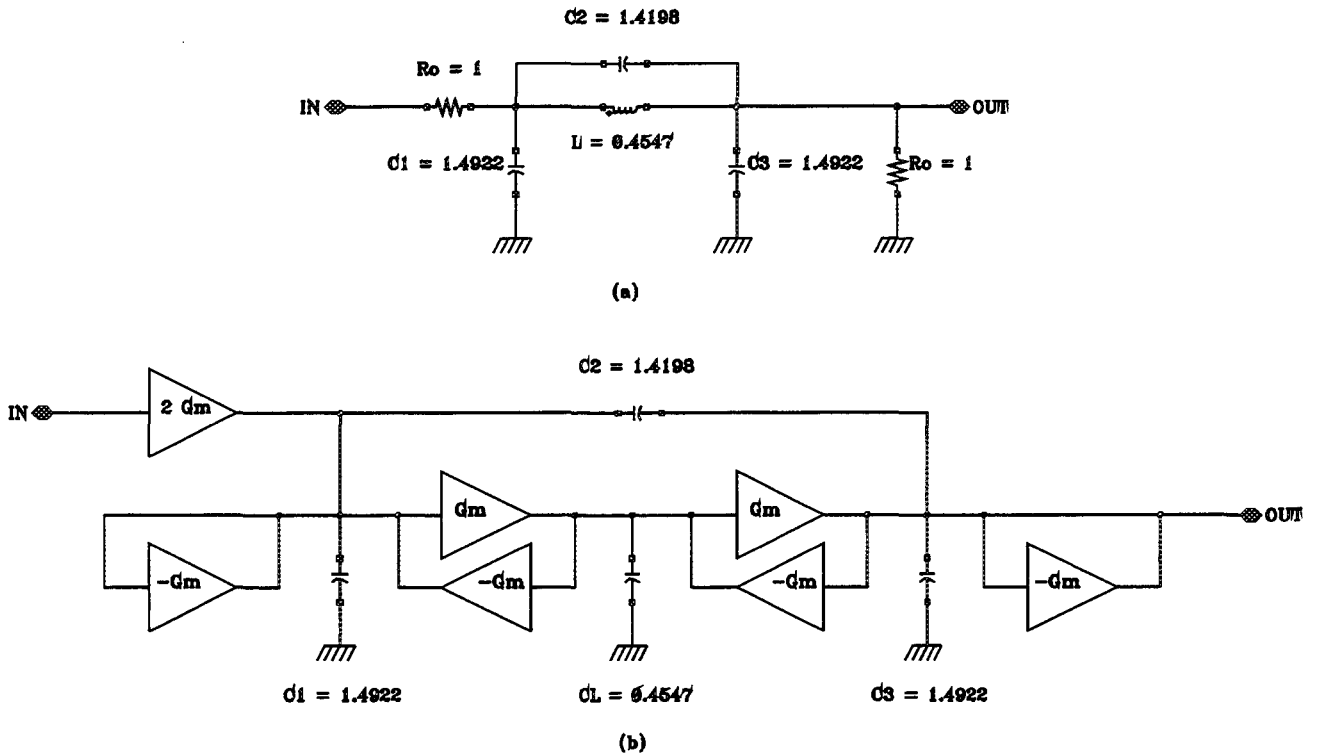 C2 = 1.4198
Ro = 1
IN
OUT
L = 0.4547
C1 = 1.4922
C3 = 1.4922
Ro = 1
(a)
C2 = 1.4198
IN
2 Gm
Gm
Gm
OUT
-Gm
-Gm
-Gm
-Gm
C1 = 1.4922
CL = 0.4547
C3 = 1.4922
(b)